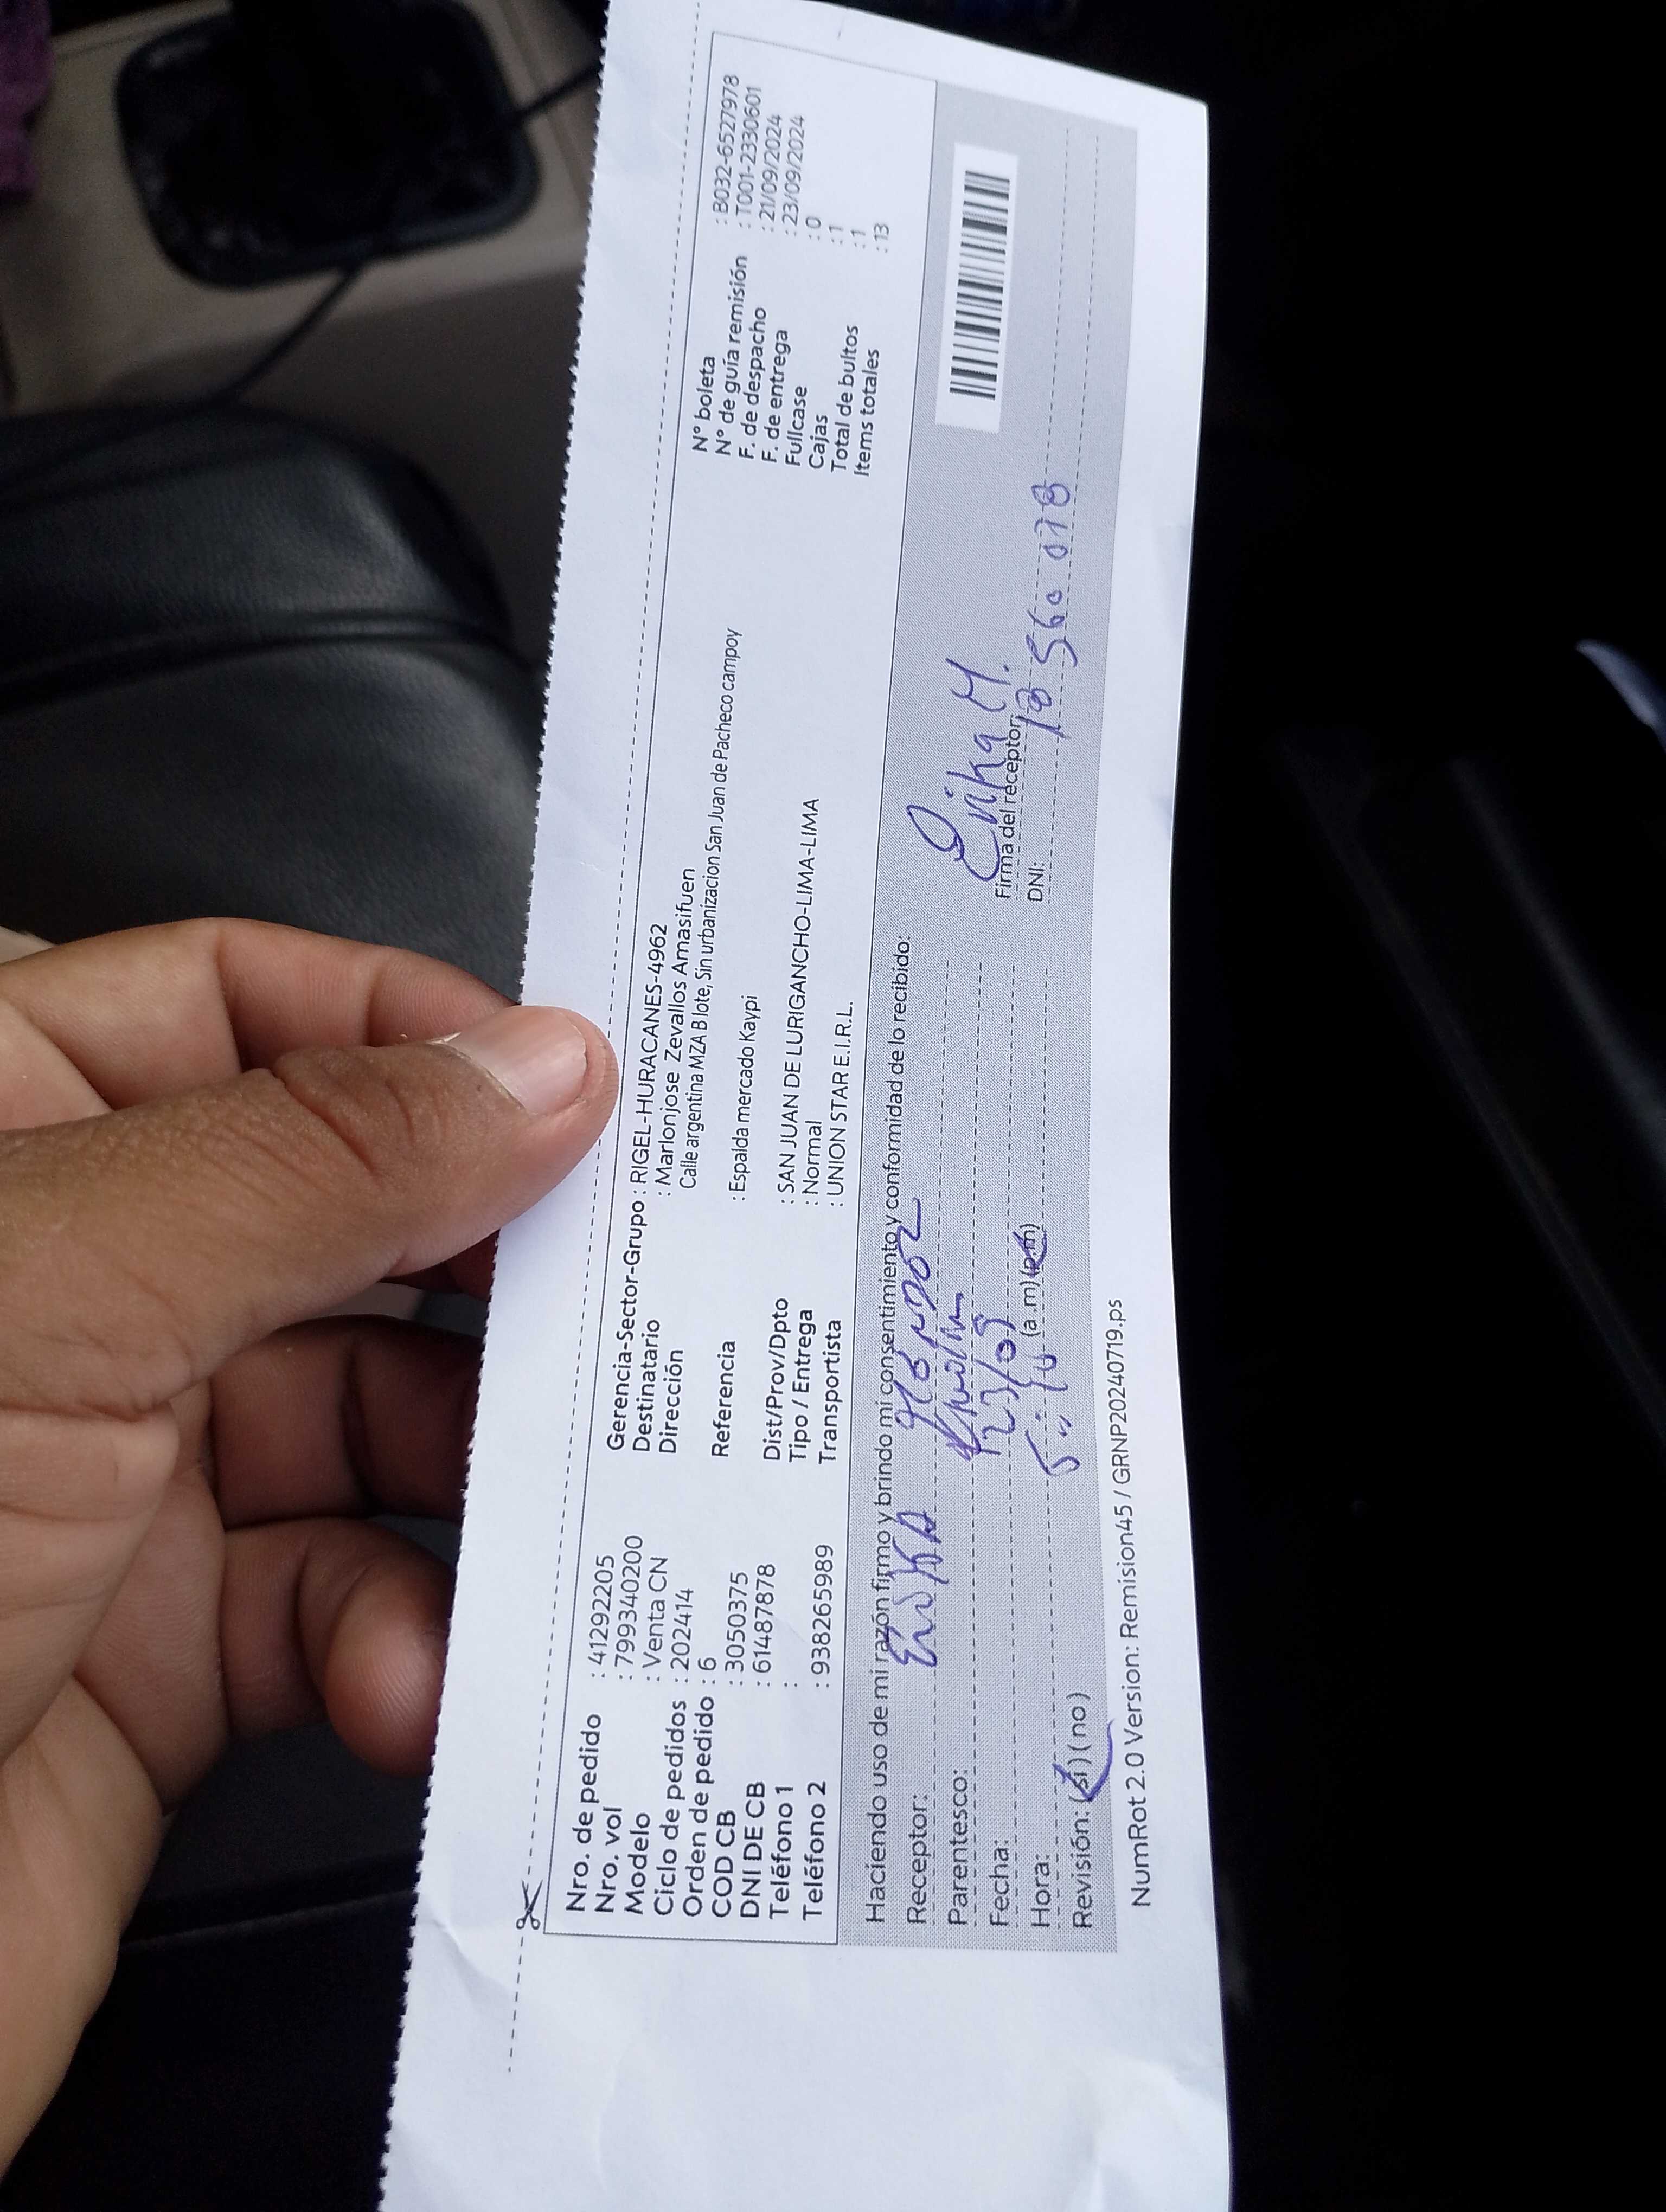 Nro. de pedido : 41292205
Nro. vol : 799340200
Modelo : Venta CN
Ciclo de pedidos : 202414
Orden de pedido : 6
COD CB : 3050375
DNI DE CB : 61487878
Teléfono 1 :
Teléfono 2 : 938265989
Gerencia-Sector-Grupo : RIGEL-HURACANES-4962
Destinatario : Marlonjose Zevallos Amasifuen
Dirección Calle argentina MZA B lote, Sin urbanizacion San Juan de Pacheco campoy
Referencia : Espalda mercado Kaypi
Dist/Prov/Dpto : SAN JUAN DE LURIGANCHO-LIMA-LIMA
Tipo / Entrega : Normal
Transportista : UNION STAR E.I.R.L.
N° boleta : B032-6527978
N° de guía remisión : T001-2330601
F. de despacho : 21/09/2024
F. de entrega : 23/09/2024
Fullcase : 0
Cajas : 1
Total de bultos : 1
Items totales : 13
Haciendo uso de mi razón firmo y brindo mi consentimiento y conformidad de lo recibido:
Receptor:
Parentesco:
Fecha: 23/09
Hora: (a.m) (p.m)
Revisión: (si) (no)
Erika M.
Firma del receptor:
DNI: 18 560 078
NumRot 2.0 Version: Remision45 / GRNP20240719.ps